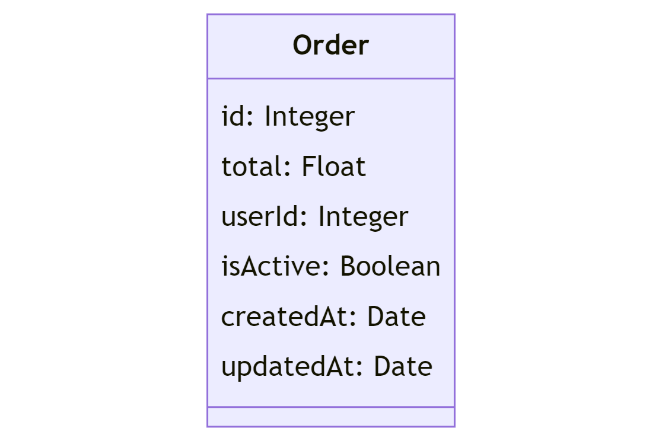 Order
id: Integer
total: Float
userId: Integer
isActive: Boolean
createdAt: Date
updatedAt: Date